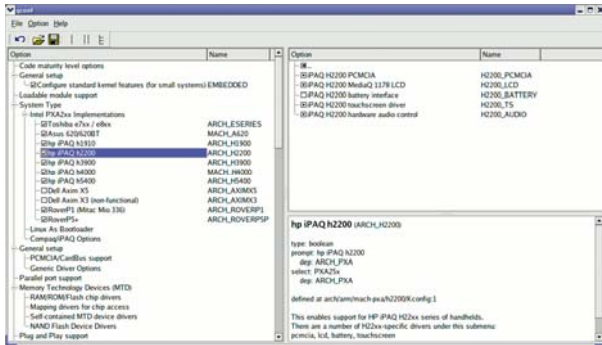 qconf
File Option Help
Option Name
Code maturity level options
General setup
Configure standard kernel features (for small systems) EMBEDDED
Loadable module support
System Type
Intel PXA2xx Implementations
Toshiba e7xx / e8xx ARCH_ESERIES
Asus 620/620BT MACH_A620
hp iPAQ h1910 ARCH_H1900
hp iPAQ h2200 ARCH_H2200
hp iPAQ h3900 ARCH_H3900
hp iPAQ h4000 MACH_H4000
hp iPAQ h5400 ARCH_H5400
Dell Axim X5 ARCH_AXIMX5
Dell Axim X3 (non-functional) ARCH_AXIMX3
RoverP1 (Mitac Mio 336) ARCH_ROVERP1
RoverP5+ ARCH_ROVERP5P
Linux As Bootloader
Compaq/iPAQ Options
General setup
PCMCIA/CardBus support
Generic Driver Options
Parallel port support
Memory Technology Devices (MTD)
RAM/ROM/Flash chip drivers
Mapping drivers for chip access
Self-contained MTD device drivers
NAND Flash Device Drivers
Plug and Play support
Option Name
..
iPAQ H2200 PCMCIA H2200_PCMCIA
iPAQ H2200 MediaQ 1178 LCD H2200_LCD
iPAQ H2200 battery interface H2200_BATTERY
iPAQ H2200 touchscreen driver H2200_TS
iPAQ H2200 hardware audio control H2200_AUDIO
hp iPAQ h2200 (ARCH_H2200)
type: boolean
prompt: hp iPAQ h2200
dep: ARCH_PXA
select: PXA25x
dep: ARCH_PXA
defined at arch/arm/mach-pxa/h2200/Kconfig:1
This enables support for HP iPAQ H22xx series of handhelds.
There are a number of H22xx-specific drivers under this submenu:
pcmcia, lcd, battery, touchscreen